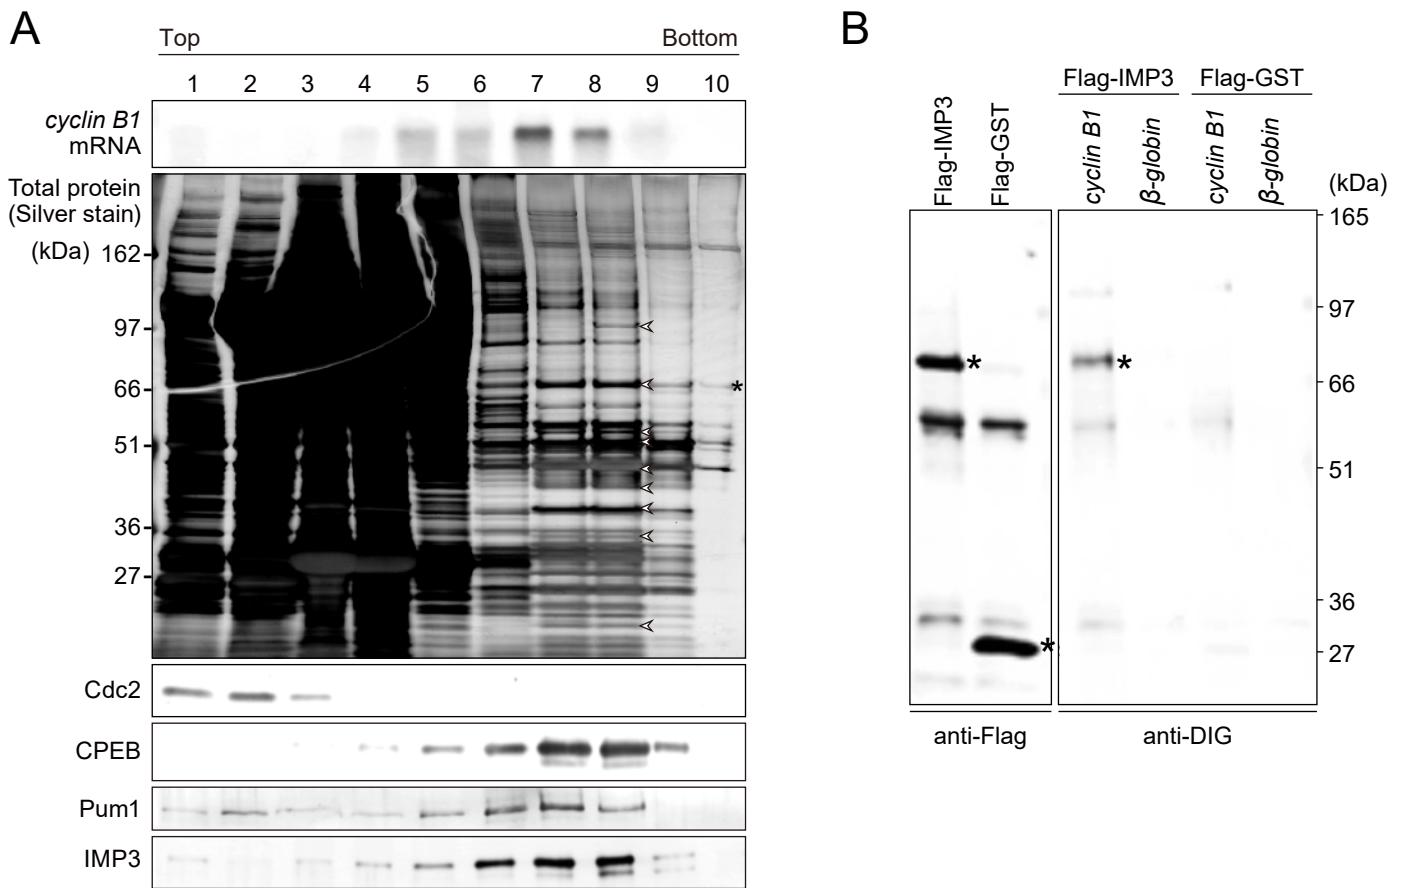 A
Top Bottom
1 2 3 4 5 6 7 8 9 10
cyclin B1
mRNA
Total protein
(Silver stain)
(kDa) 162
97
66
*
51
36
27
Cdc2
CPEB
Pum1
IMP3
B
Flag-IMP3 Flag-GST
Flag-IMP3
Flag-GST
cyclin B1
β-globin
cyclin B1
β-globin
(kDa)
165
97
* *
66
51
36
*
27
anti-Flag anti-DIG